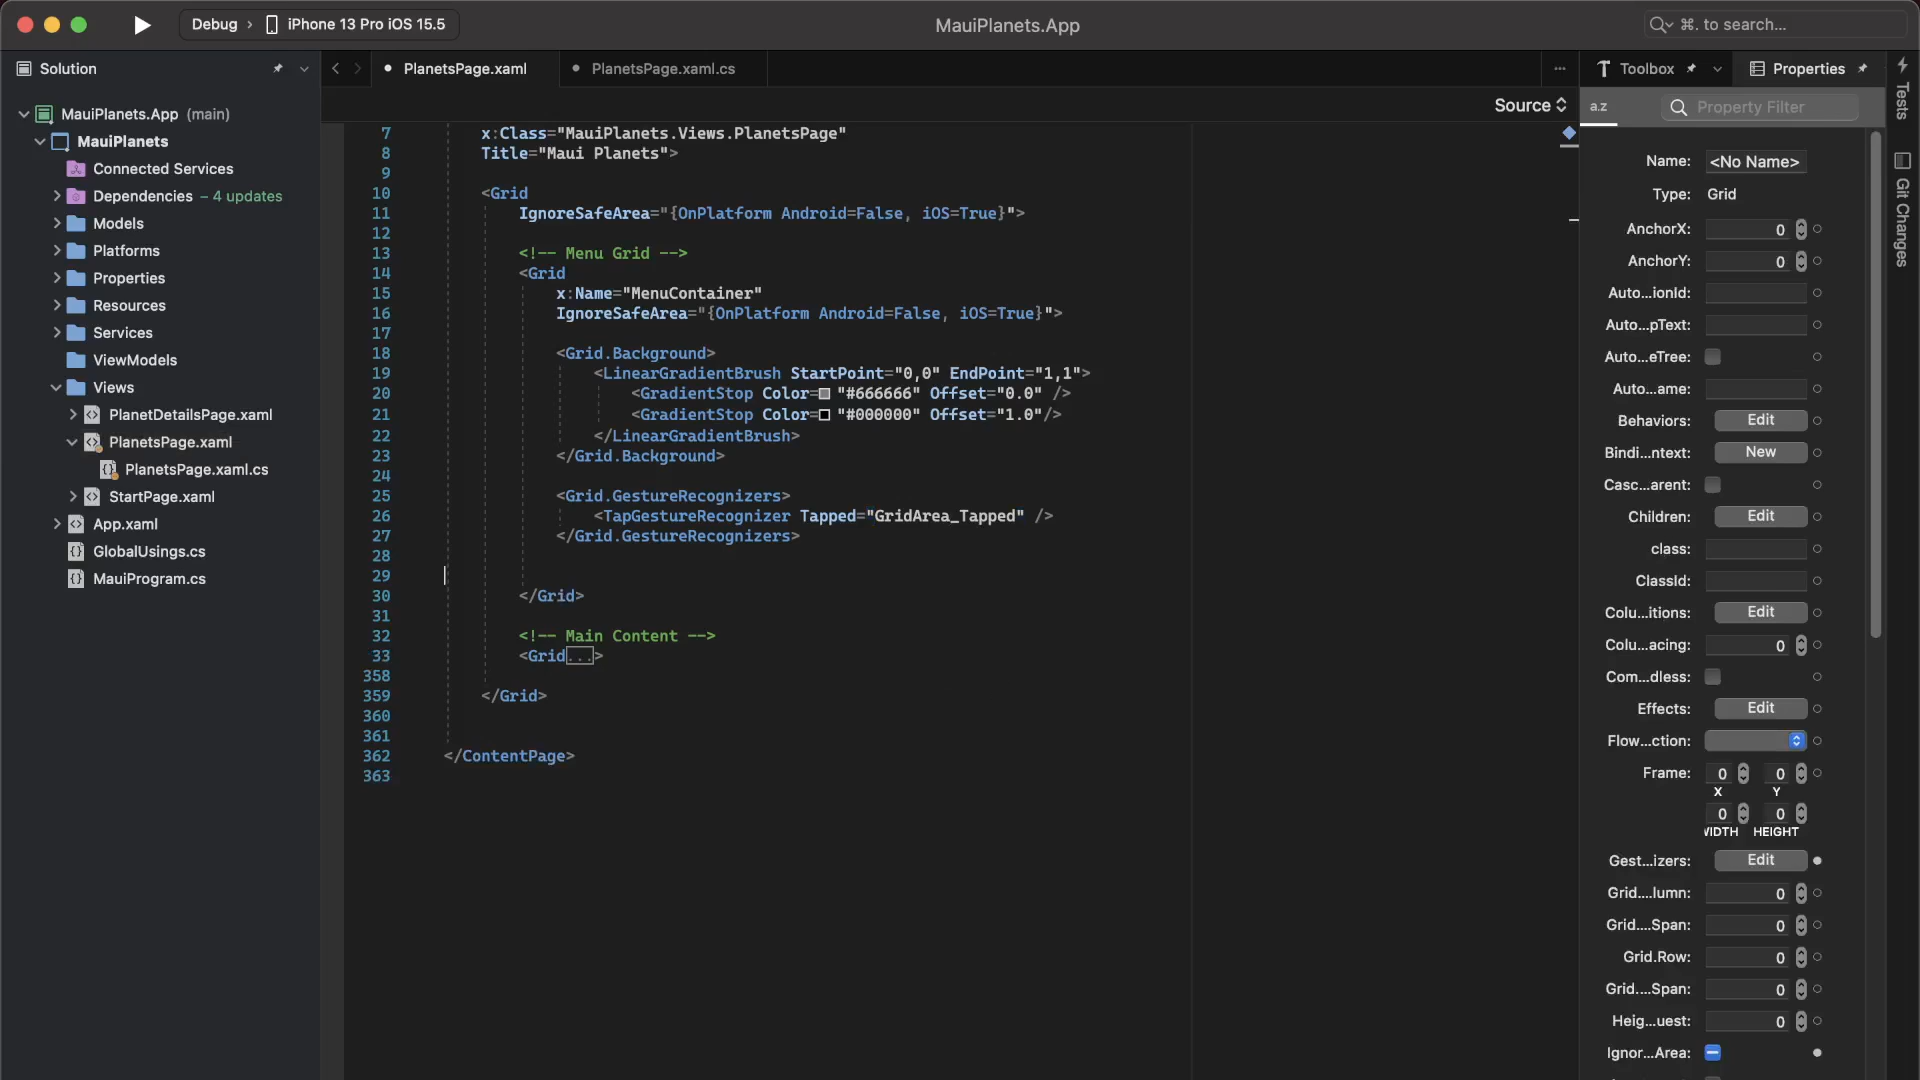 Debug › iPhone 13 Pro iOS 15.5
MauiPlanets.App
⌘. to search...
Solution
MauiPlanets.App (main)
MauiPlanets
Connected Services
Dependencies – 4 updates
Models
Platforms
Properties
Resources
Services
ViewModels
Views
PlanetDetailsPage.xaml
PlanetsPage.xaml
PlanetsPage.xaml.cs
StartPage.xaml
App.xaml
GlobalUsings.cs
MauiProgram.cs
PlanetsPage.xaml
PlanetsPage.xaml.cs
Source
7 x:Class="MauiPlanets.Views.PlanetsPage"
8 Title="Maui Planets">
9
10 <Grid
11 IgnoreSafeArea="{OnPlatform Android=False, iOS=True}">
12
13 <!-- Menu Grid -->
14 <Grid
15 x:Name="MenuContainer"
16 IgnoreSafeArea="{OnPlatform Android=False, iOS=True}">
17
18 <Grid.Background>
19 <LinearGradientBrush StartPoint="0,0" EndPoint="1,1">
20 <GradientStop Color="#666666" Offset="0.0" />
21 <GradientStop Color="#000000" Offset="1.0"/>
22 </LinearGradientBrush>
23 </Grid.Background>
24
25 <Grid.GestureRecognizers>
26 <TapGestureRecognizer Tapped="GridArea_Tapped" />
27 </Grid.GestureRecognizers>
28
29
30 </Grid>
31
32 <!-- Main Content -->
33 <Grid...>
358
359 </Grid>
360
361
362 </ContentPage>
363
Toolbox
Properties
a.z
Property Filter
Name: <No Name>
Type: Grid
AnchorX: 0
AnchorY: 0
Auto...ionId:
Auto...pText:
Auto...eTree:
Auto...ame:
Behaviors: Edit
Bindi...ntext: New
Casc...arent:
Children: Edit
class:
ClassId:
Colu...itions: Edit
Colu...acing: 0
Com...dless:
Effects: Edit
Flow...ction:
Frame: 0 0
X Y
0 0
WIDTH HEIGHT
Gest...izers: Edit
Grid....lumn: 0
Grid....Span: 0
Grid.Row: 0
Grid....Span: 0
Heig...uest: 0
Ignor...Area:
Tests
Git Changes